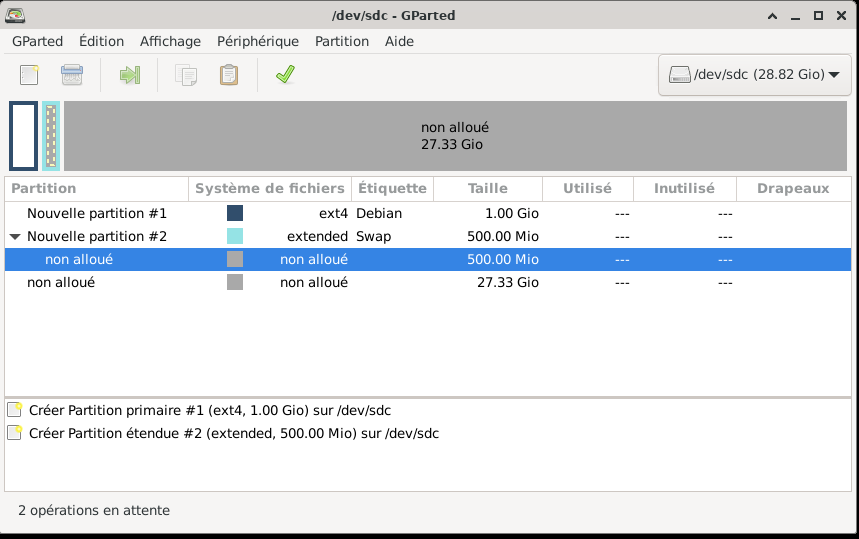 /dev/sdc - GParted
GParted Édition Affichage Périphérique Partition Aide
/dev/sdc (28.82 Gio)
non alloué
27.33 Gio
Partition Système de fichiers Étiquette Taille Utilisé Inutilisé Drapeaux
Nouvelle partition #1 ext4 Debian 1.00 Gio --- ---
Nouvelle partition #2 extended Swap 500.00 Mio --- ---
non alloué non alloué 500.00 Mio --- ---
non alloué non alloué 27.33 Gio --- ---
Créer Partition primaire #1 (ext4, 1.00 Gio) sur /dev/sdc
Créer Partition étendue #2 (extended, 500.00 Mio) sur /dev/sdc
2 opérations en attente